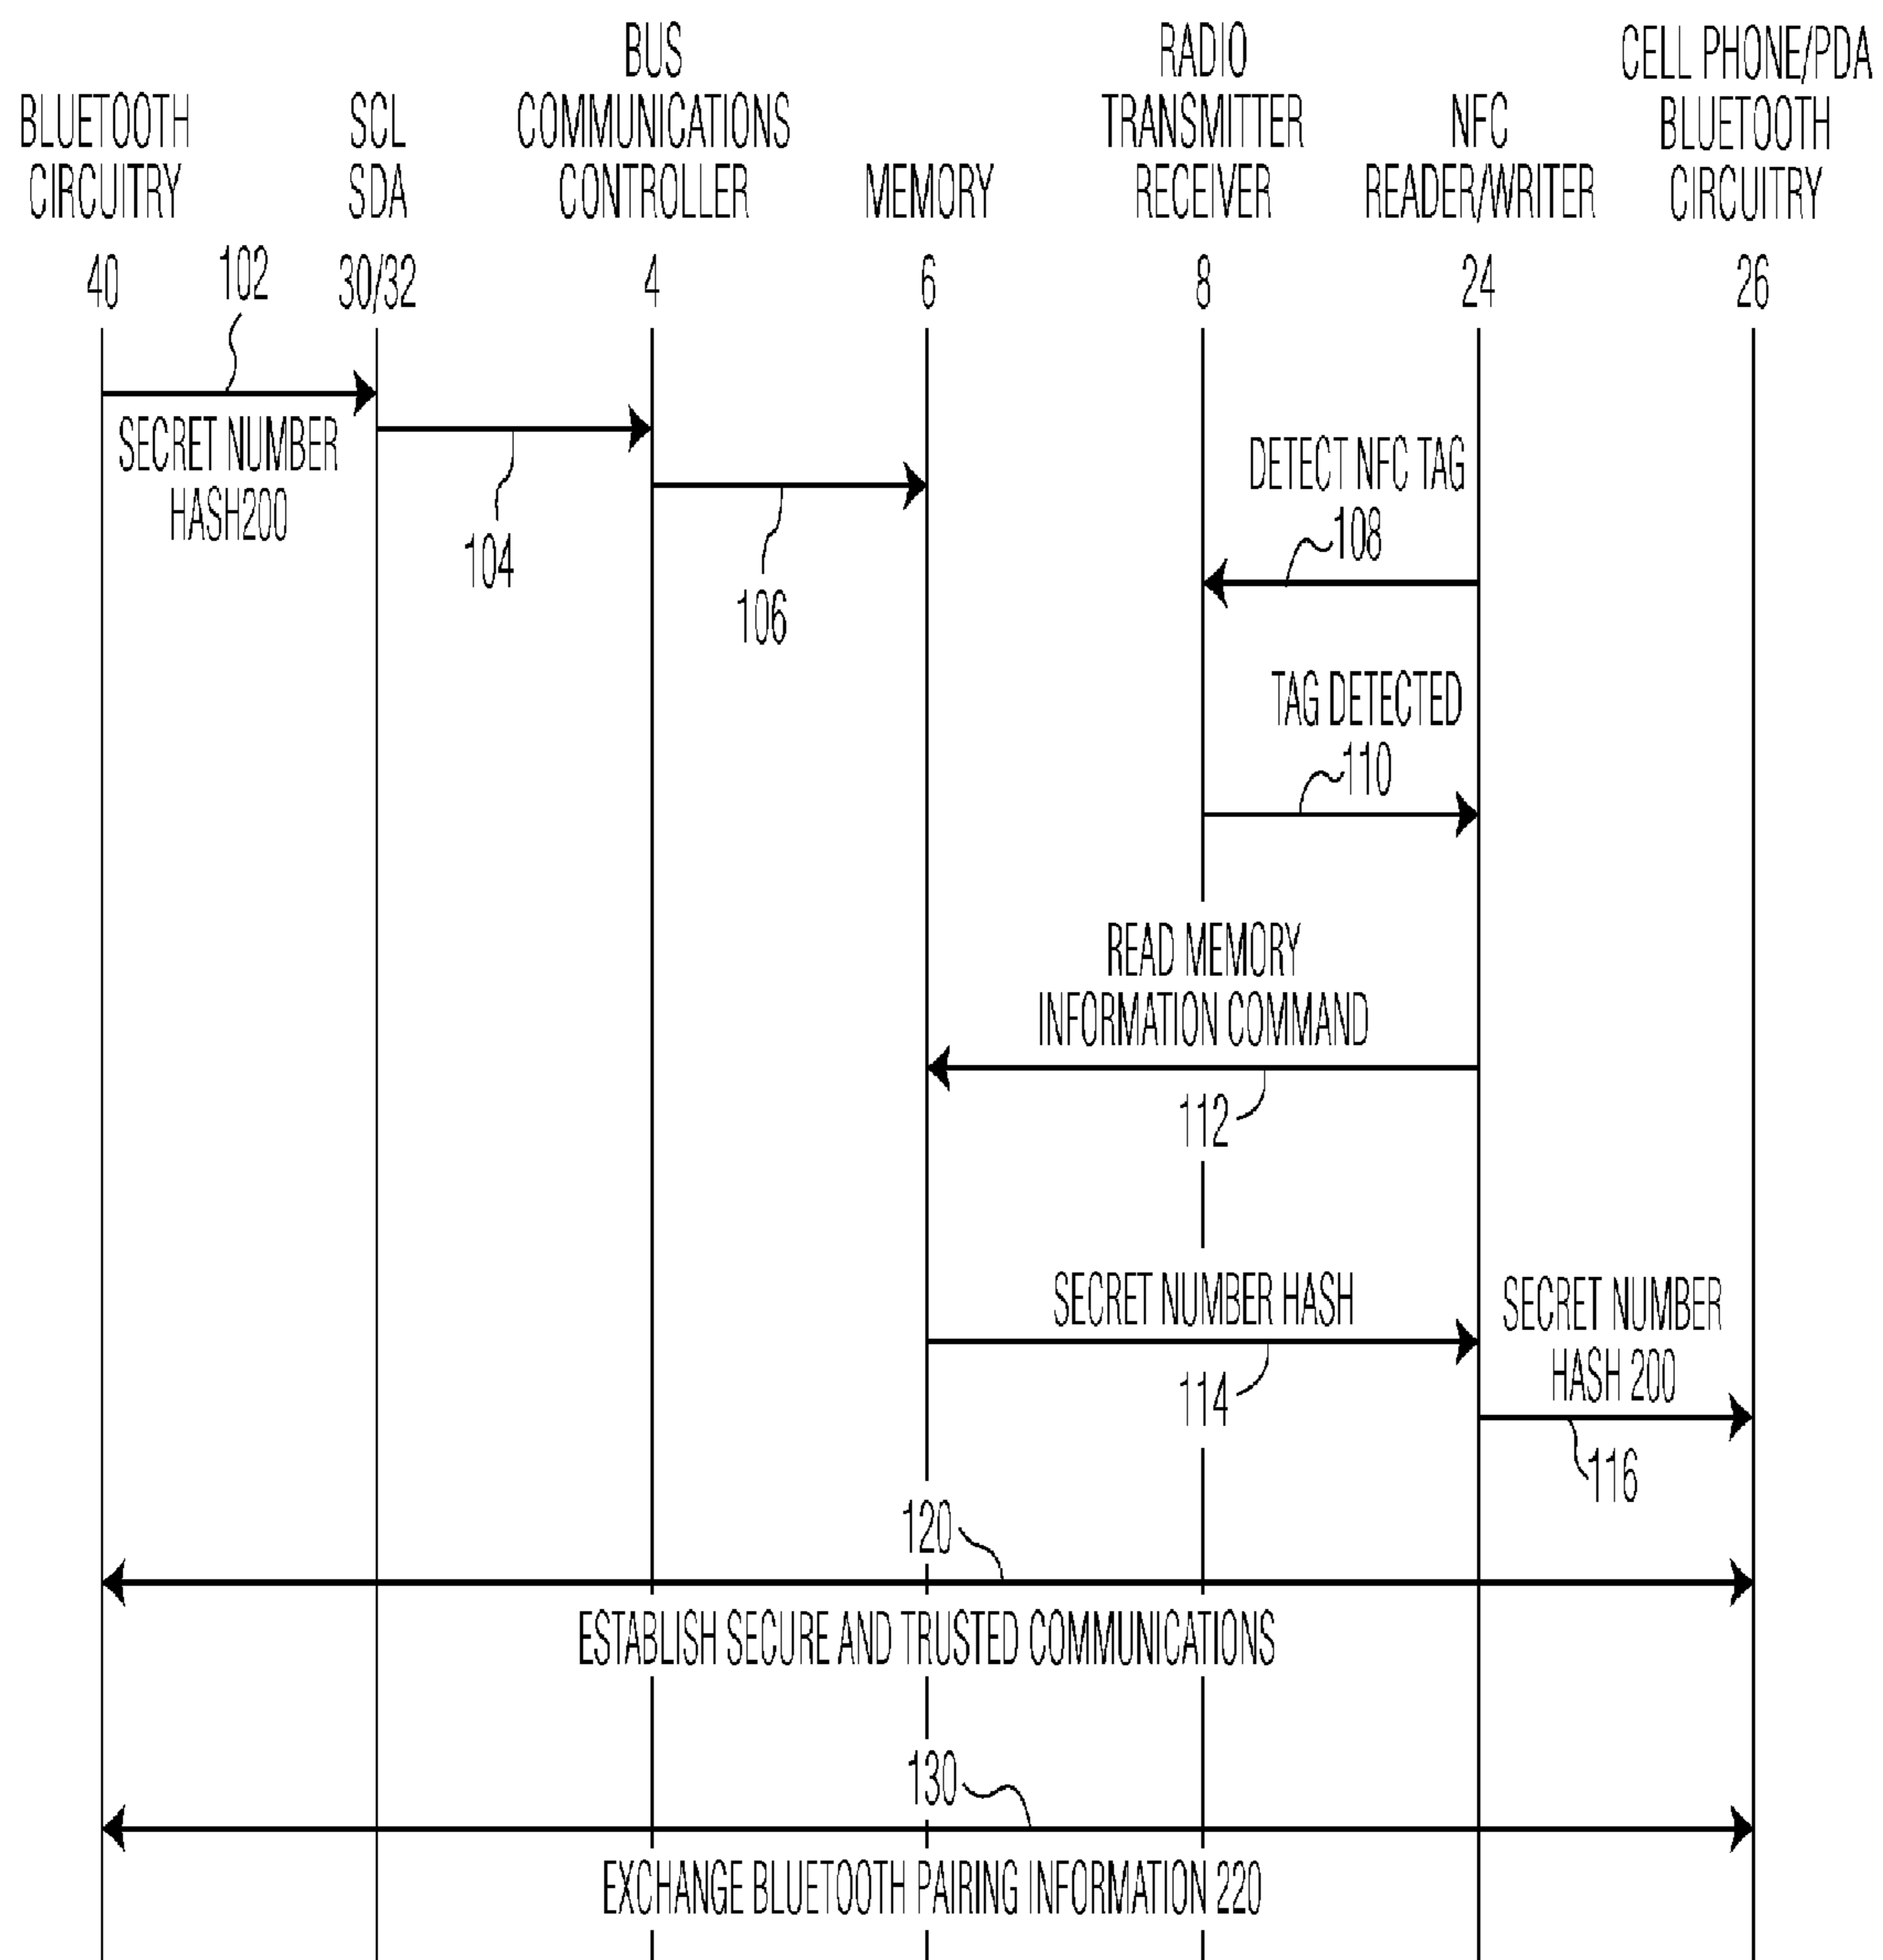 BLUETOOTH
CIRCUITRY
40
SCL
SDA
30/32
BUS
COMMUNICATIONS
CONTROLLER
4
MEMORY
6
RADIO
TRANSMITTER
RECEIVER
8
NFC
READER/WRITER
24
CELL PHONE/PDA
BLUETOOTH
CIRCUITRY
26
102
SECRET NUMBER
HASH200
104
106
DETECT NFC TAG
108
TAG DETECTED
110
READ MEMORY
INFORMATION COMMAND
112
SECRET NUMBER HASH
114
SECRET NUMBER
HASH 200
116
120
ESTABLISH SECURE AND TRUSTED COMMUNICATIONS
130
EXCHANGE BLUETOOTH PAIRING INFORMATION 220